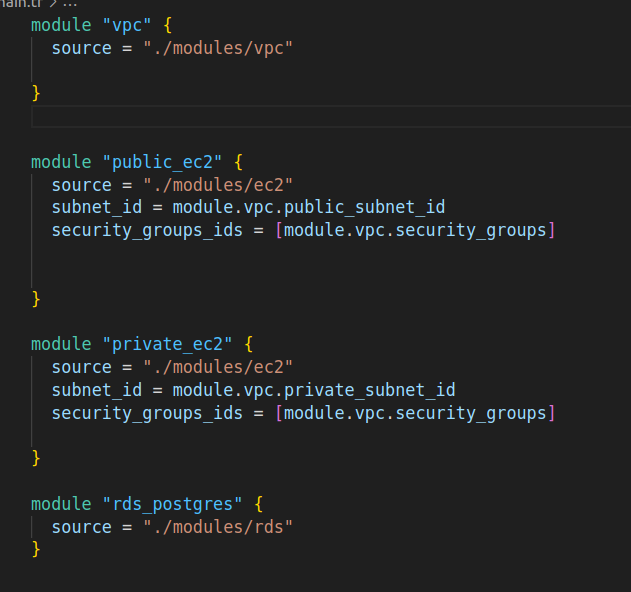 main.tf > ...
module "vpc" {
  source = "./modules/vpc"
}
module "public_ec2" {
  source = "./modules/ec2"
  subnet_id = module.vpc.public_subnet_id
  security_groups_ids = [module.vpc.security_groups]
}
module "private_ec2" {
  source = "./modules/ec2"
  subnet_id = module.vpc.private_subnet_id
  security_groups_ids = [module.vpc.security_groups]
}
module "rds_postgres" {
  source = "./modules/rds"
}